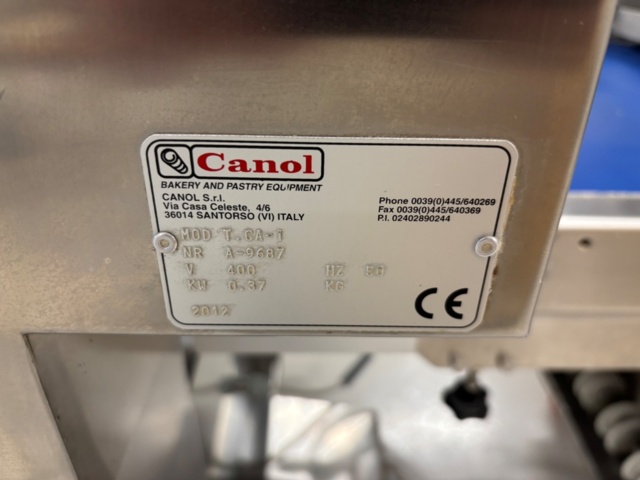 Canol
BAKERY AND PASTRY EQUIPMENT
CANOL S.r.l.
Via Casa Celeste, 4/6
36014 SANTORSO (VI) ITALY
Phone 0039(0)445/640269
Fax 0039(0)445/640369
P.I. 02402890244
MOD T.GA-1
NR A-9687
V 400 HZ
KW 0.37 KG
2012
CE